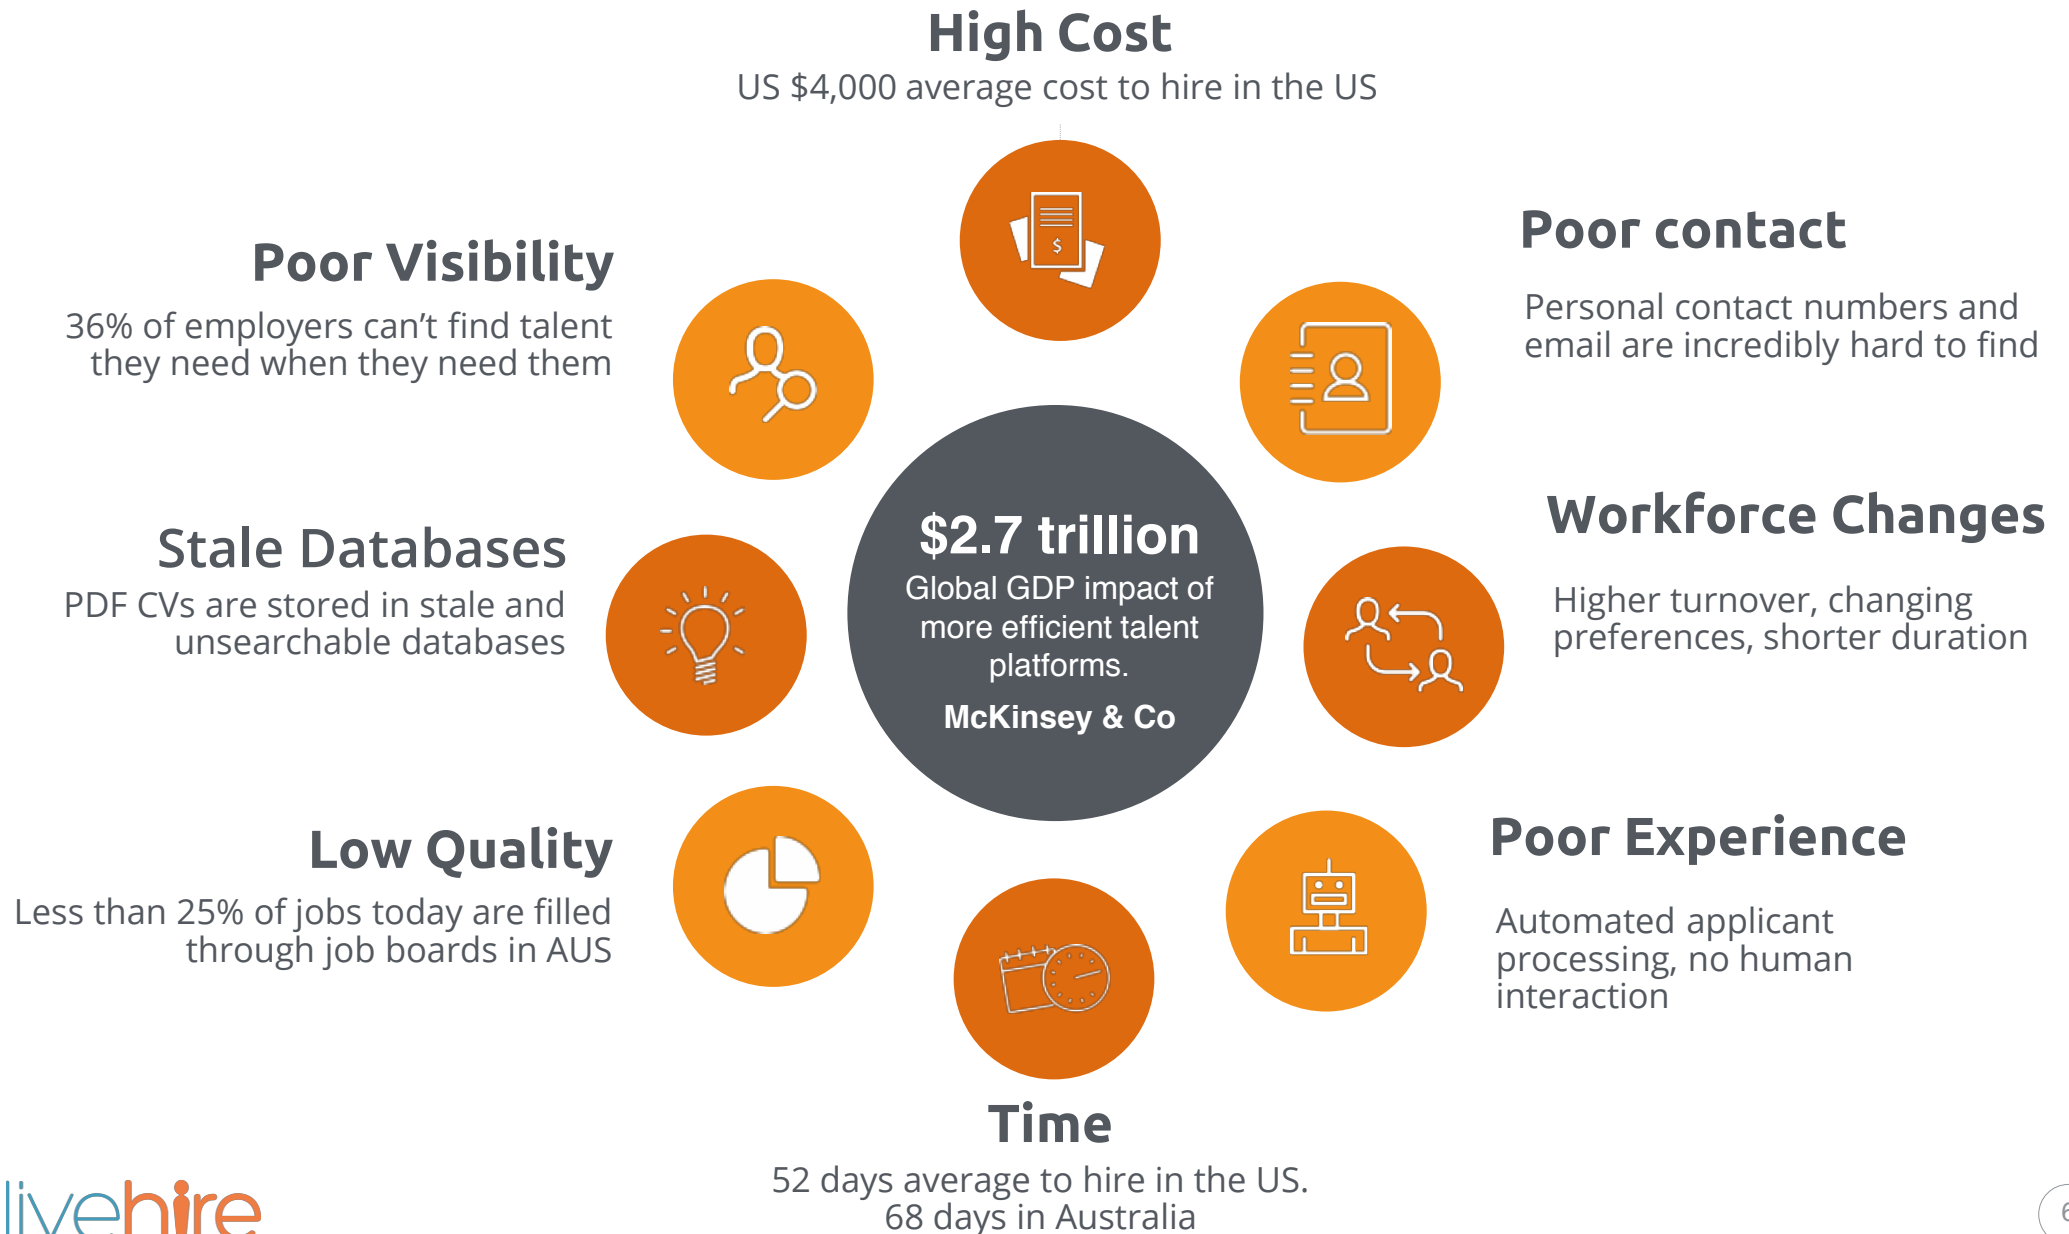 High Cost
US $4,000 average cost to hire in the US
Poor Visibility
36% of employers can’t find talent
they need when they need them
Poor contact
Personal contact numbers and
email are incredibly hard to find
$
Stale Databases
PDF CVs are stored in stale and
unsearchable databases
$2.7 trillion
Global GDP impact of
more efficient talent
platforms.
McKinsey & Co
Workforce Changes
Higher turnover, changing
preferences, shorter duration
Low Quality
Less than 25% of jobs today are filled
through job boards in AUS
Poor Experience
Automated applicant
processing, no human
interaction
Time
52 days average to hire in the US.
68 days in Australia
livehire